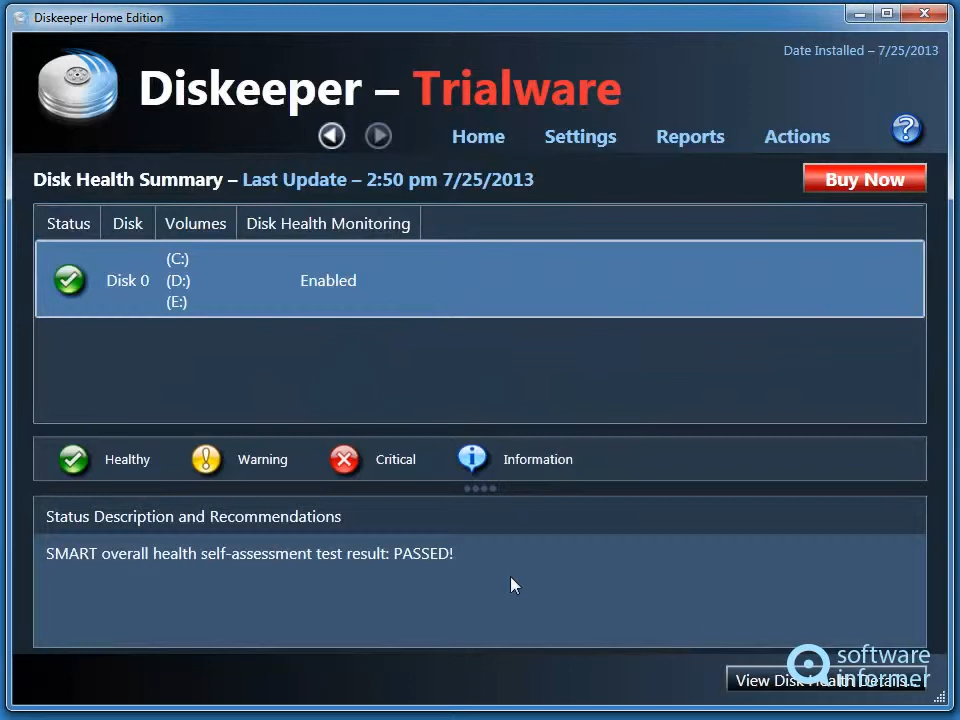 Diskeeper Home Edition
Date Installed – 7/25/2013
Diskeeper – Trialware
Home Settings Reports Actions
Disk Health Summary – Last Update – 2:50 pm 7/25/2013
Buy Now
Status Disk Volumes Disk Health Monitoring
(C:)
Disk 0 (D:) Enabled
(E:)
Healthy Warning Critical Information
Status Description and Recommendations
SMART overall health self-assessment test result: PASSED!
software
informer
View Disk Health Details...